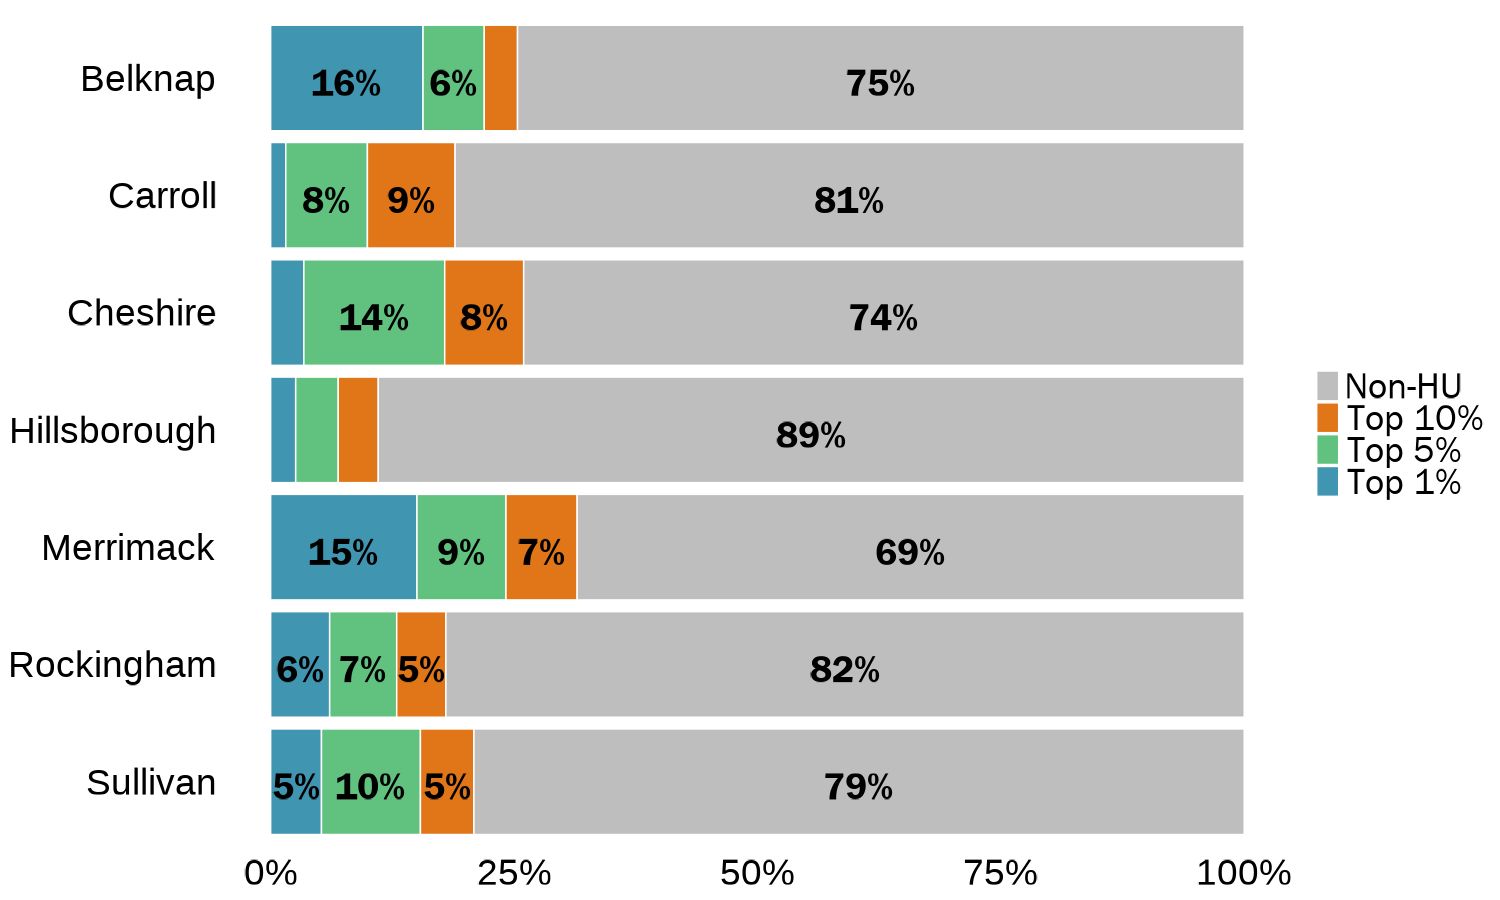 Belknap 16% 6% 75%
Carroll 8% 9% 81%
Cheshire 14% 8% 74%
Hillsborough 89%
Merrimack 15% 9% 7% 69%
Rockingham 6% 7% 5% 82%
Sullivan 5% 10% 5% 79%
0% 25% 50% 75% 100%
Non-HU
Top 10%
Top 5%
Top 1%